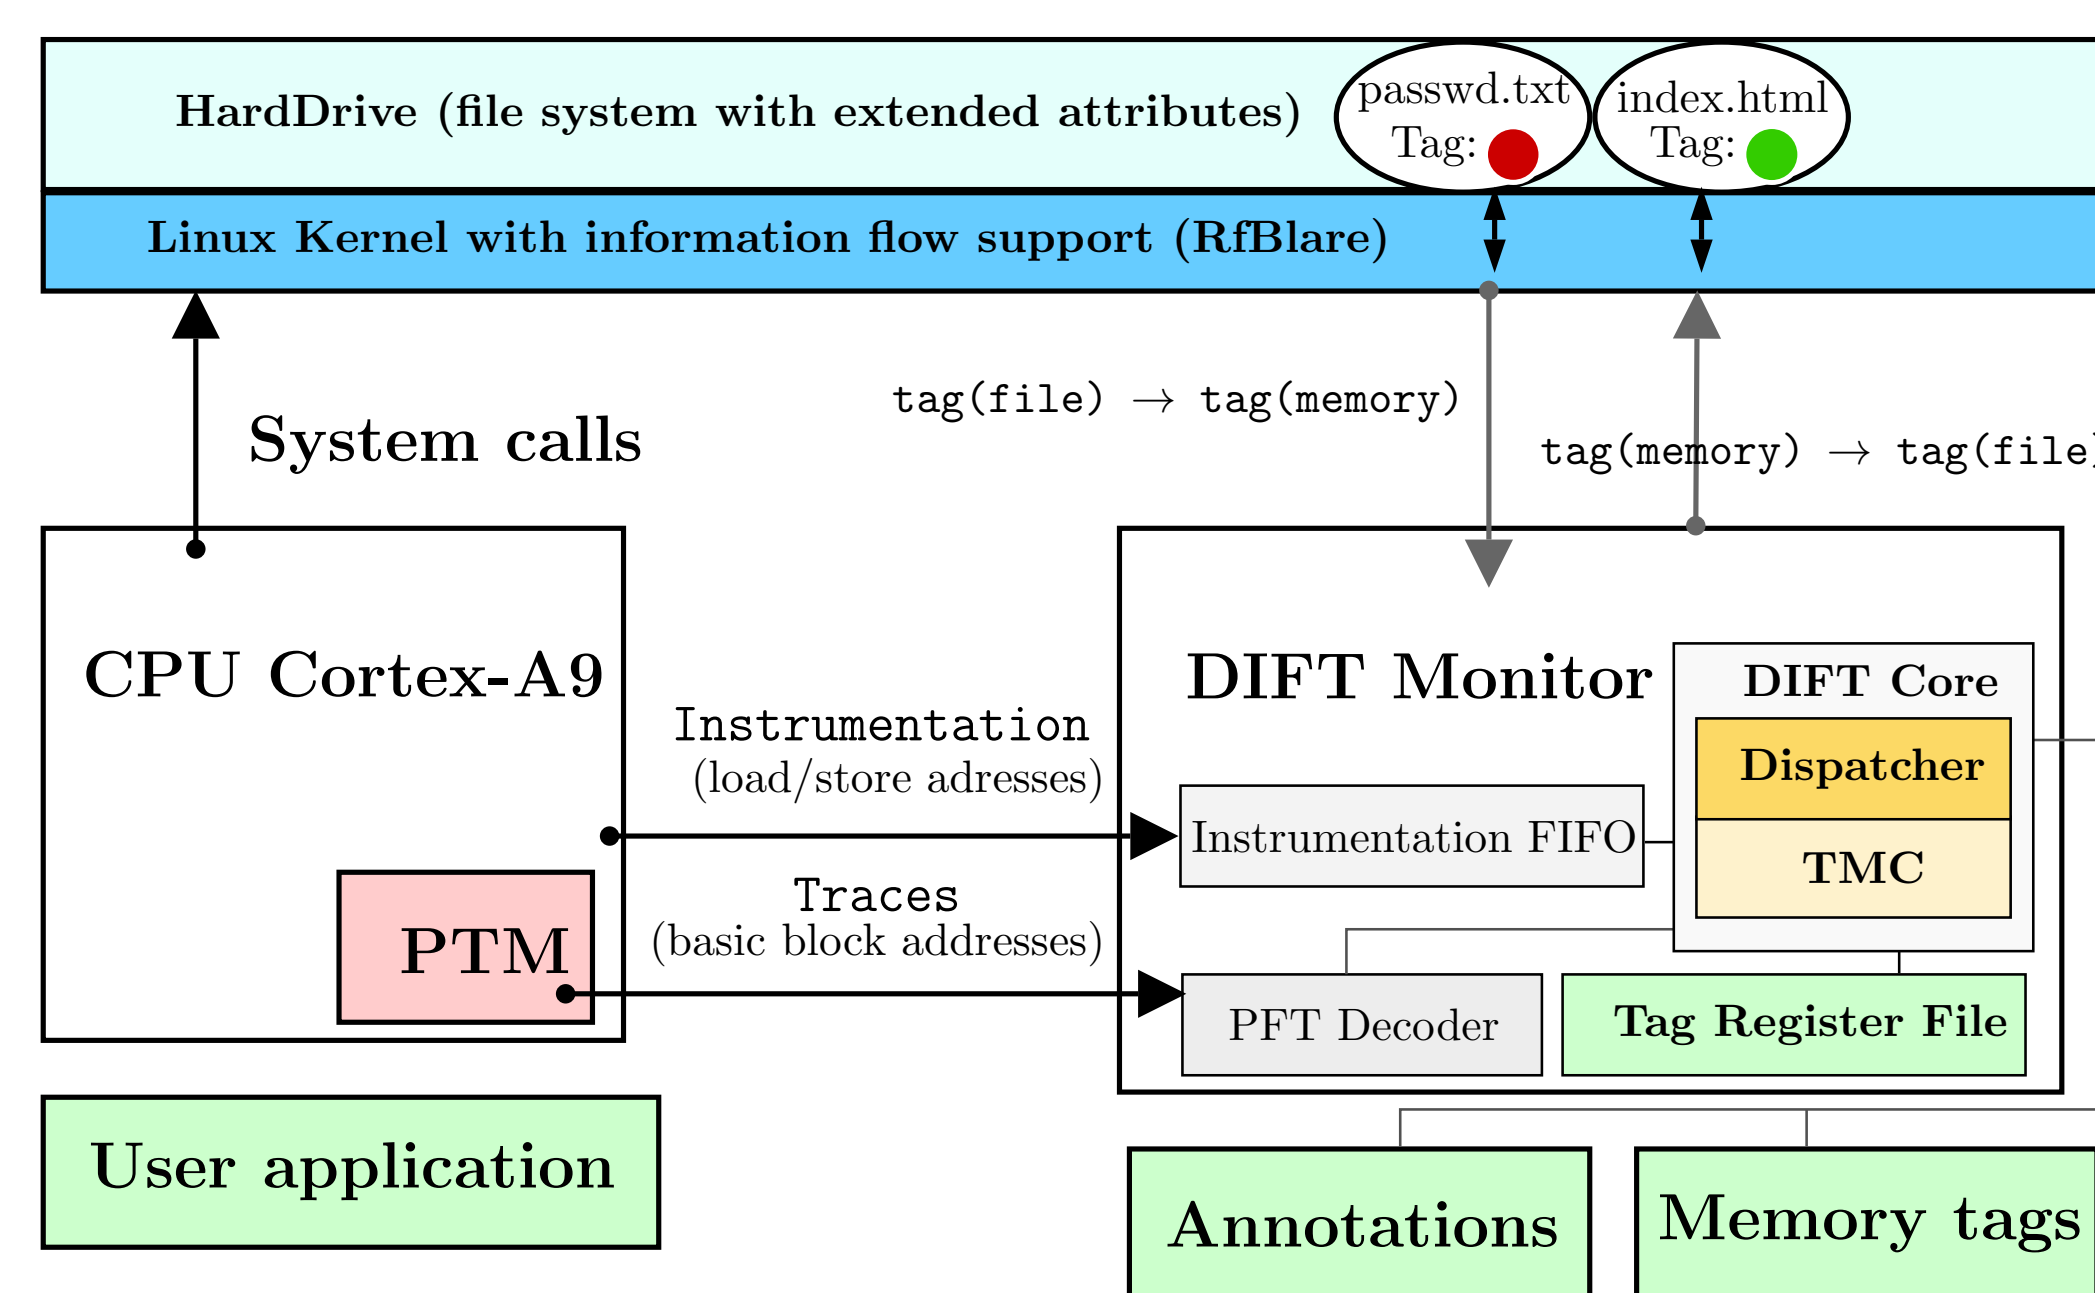 HardDrive (file system with extended attributes)
passwd.txt
Tag:
index.html
Tag:
Linux Kernel with information flow support (RfBlare)
System calls
tag(file) → tag(memory)
tag(memory) → tag(file)
CPU Cortex-A9
PTM
Instrumentation
(load/store adresses)
Traces
(basic block addresses)
DIFT Monitor
DIFT Core
Dispatcher
TMC
Instrumentation FIFO
PFT Decoder
Tag Register File
User application
Annotations
Memory tags